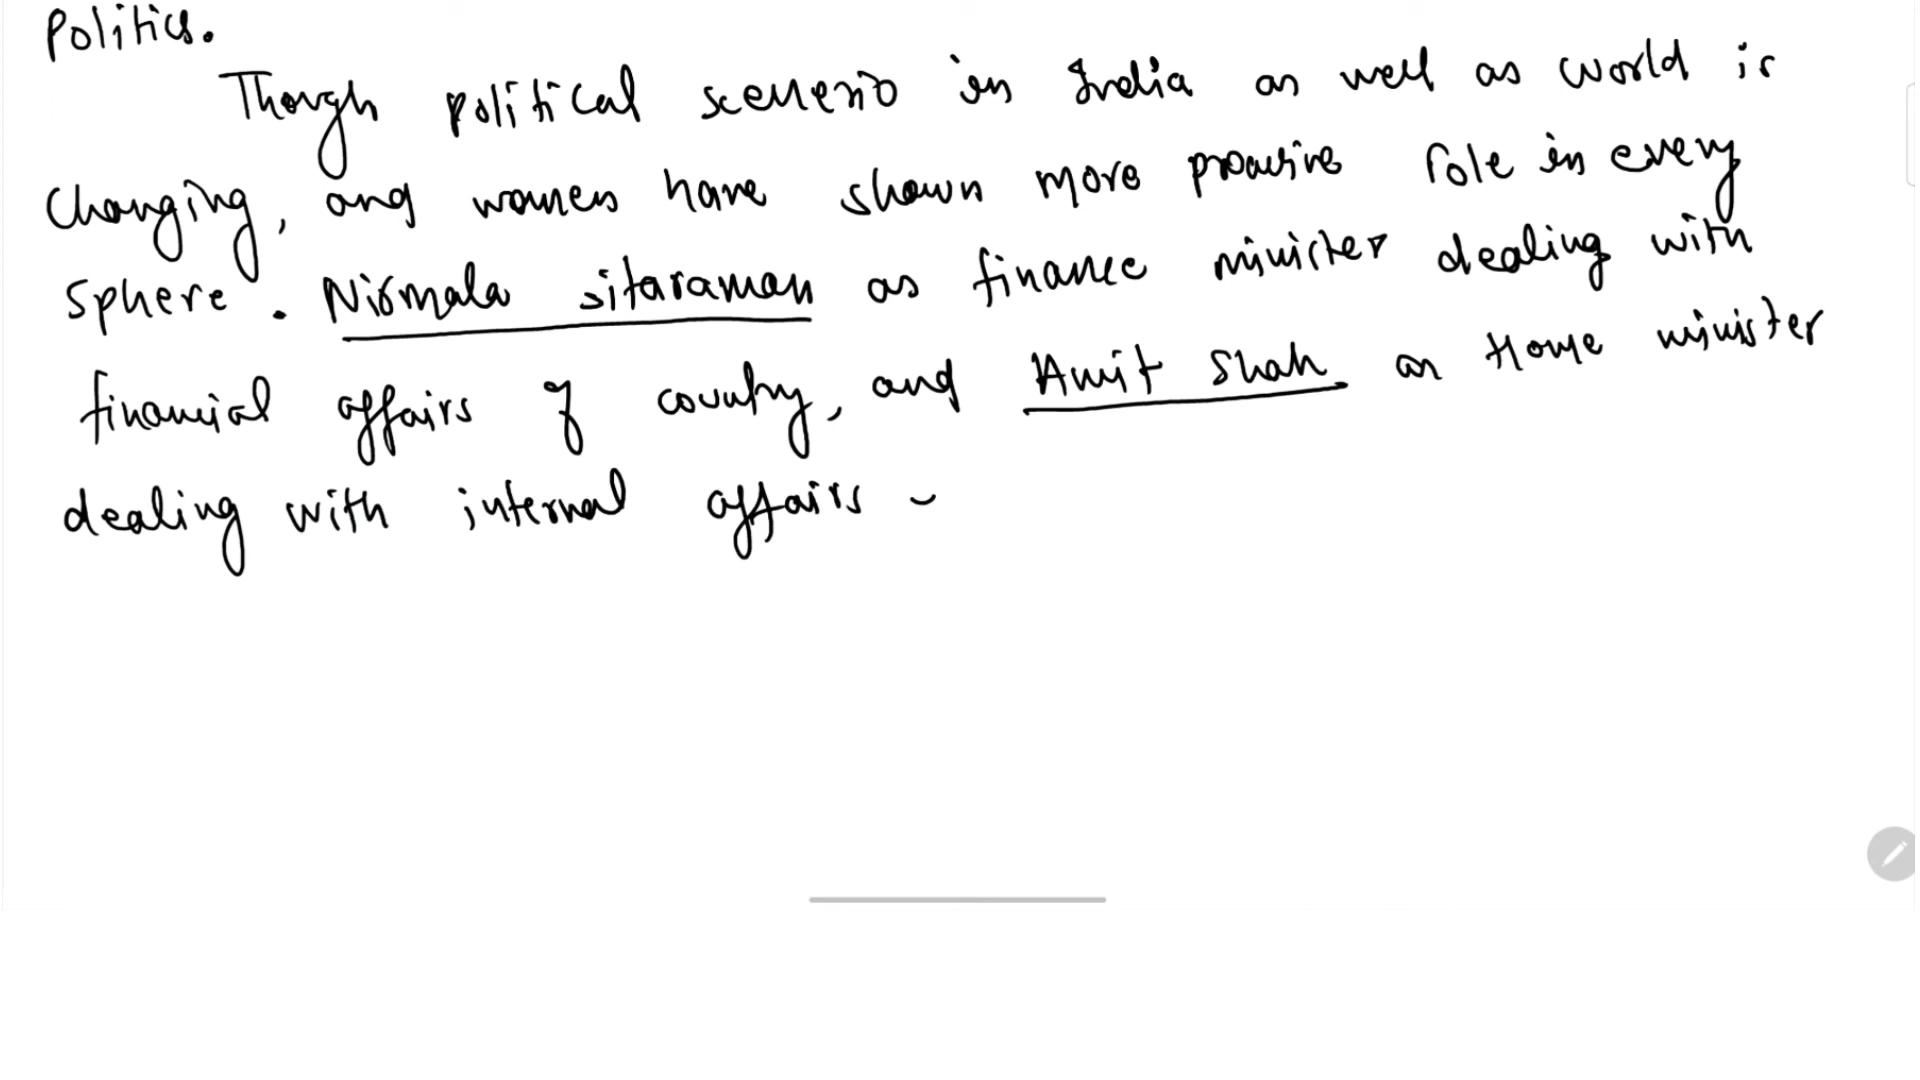 Politics.
Though political scenerio in India as well as world is
changing, and women have shown more proactive role in every
sphere. Nirmala sitaraman as finance minister dealing with
financial affairs of country, and Amit Shah as Home minister
dealing with internal affairs -